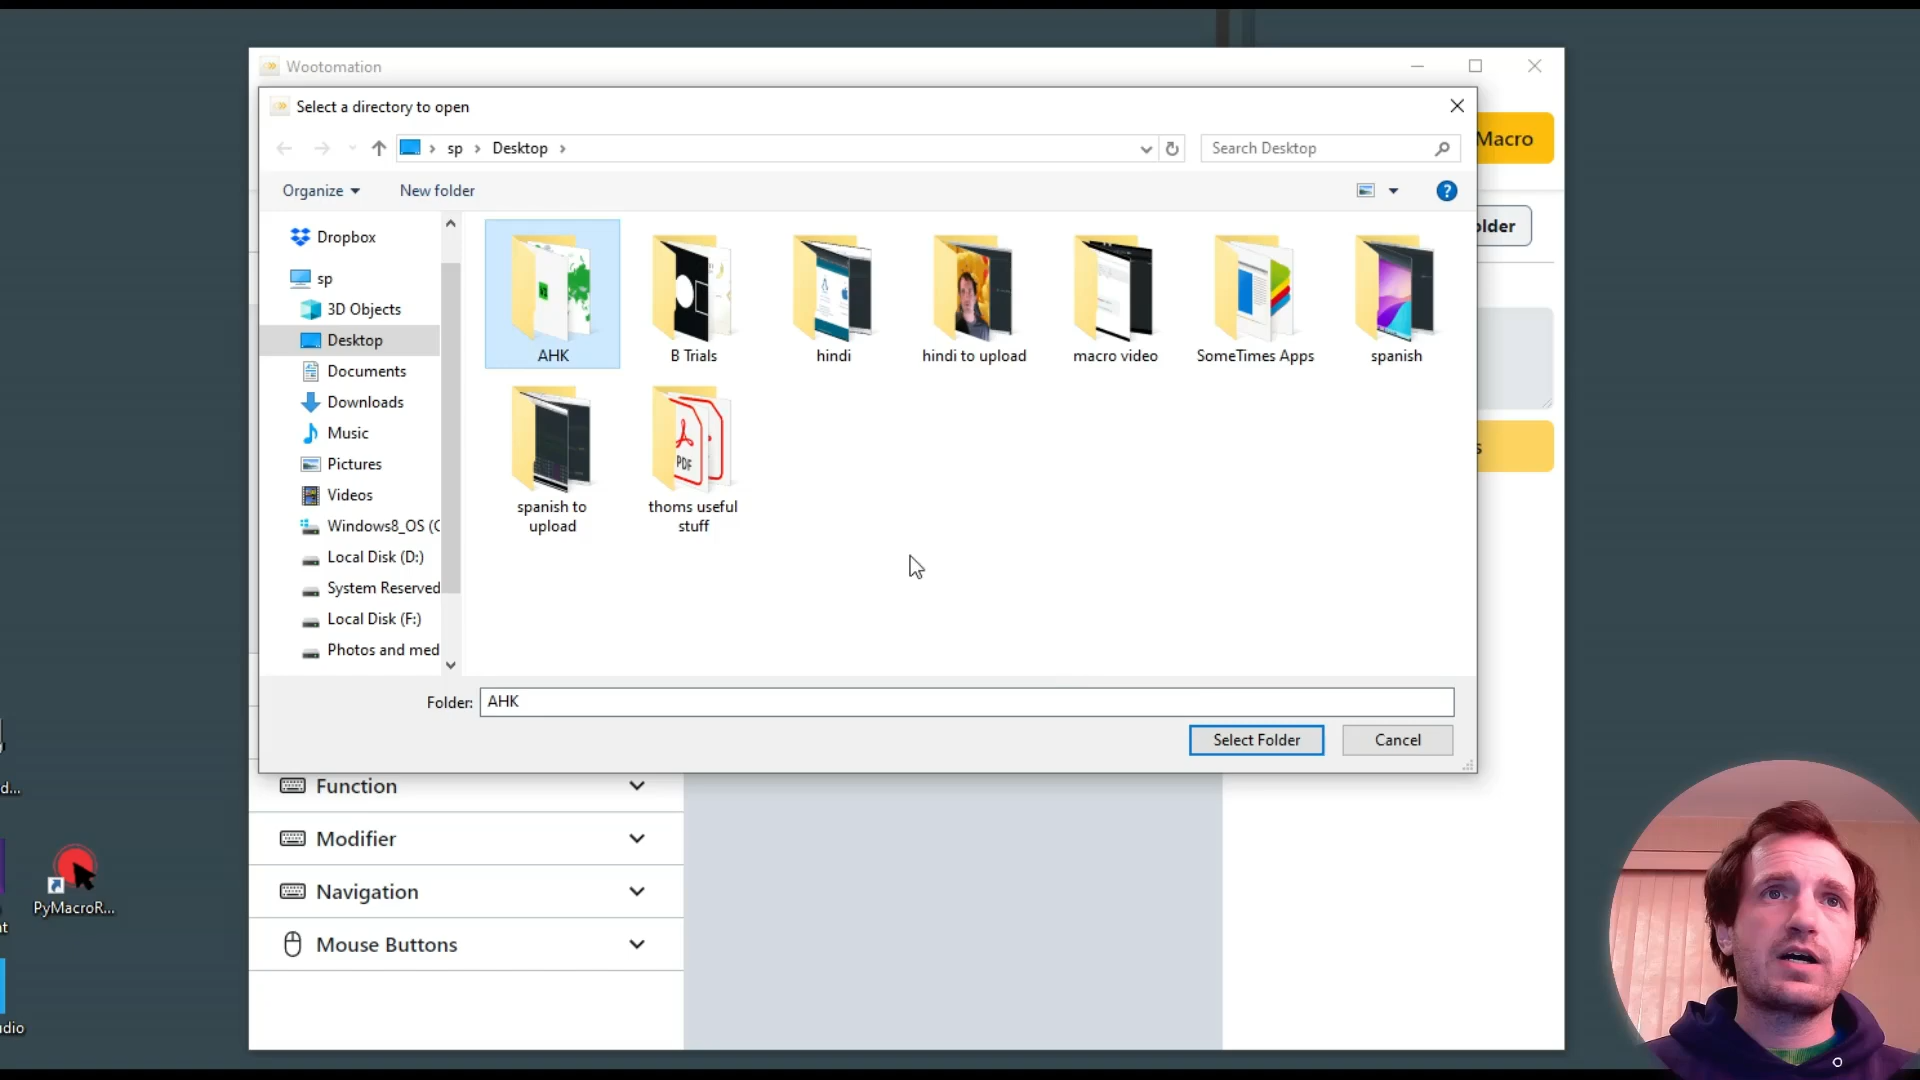 Wootomation
Select a directory to open
sp
Desktop
Search Desktop
Macro
Organize
New folder
?
older
Dropbox
sp
3D Objects
Desktop
Documents
Downloads
Music
Pictures
Videos
Windows8_OS (C
Local Disk (D:)
System Reserved
Local Disk (F:)
Photos and med
AHK
B Trials
hindi
hindi to upload
macro video
SomeTimes Apps
spanish
PDF
spanish to
upload
thoms useful
stuff
s
Folder:
AHK
Select Folder
Cancel
Function
Modifier
Navigation
Mouse Buttons
d...
PyMacroR...
nt
udio